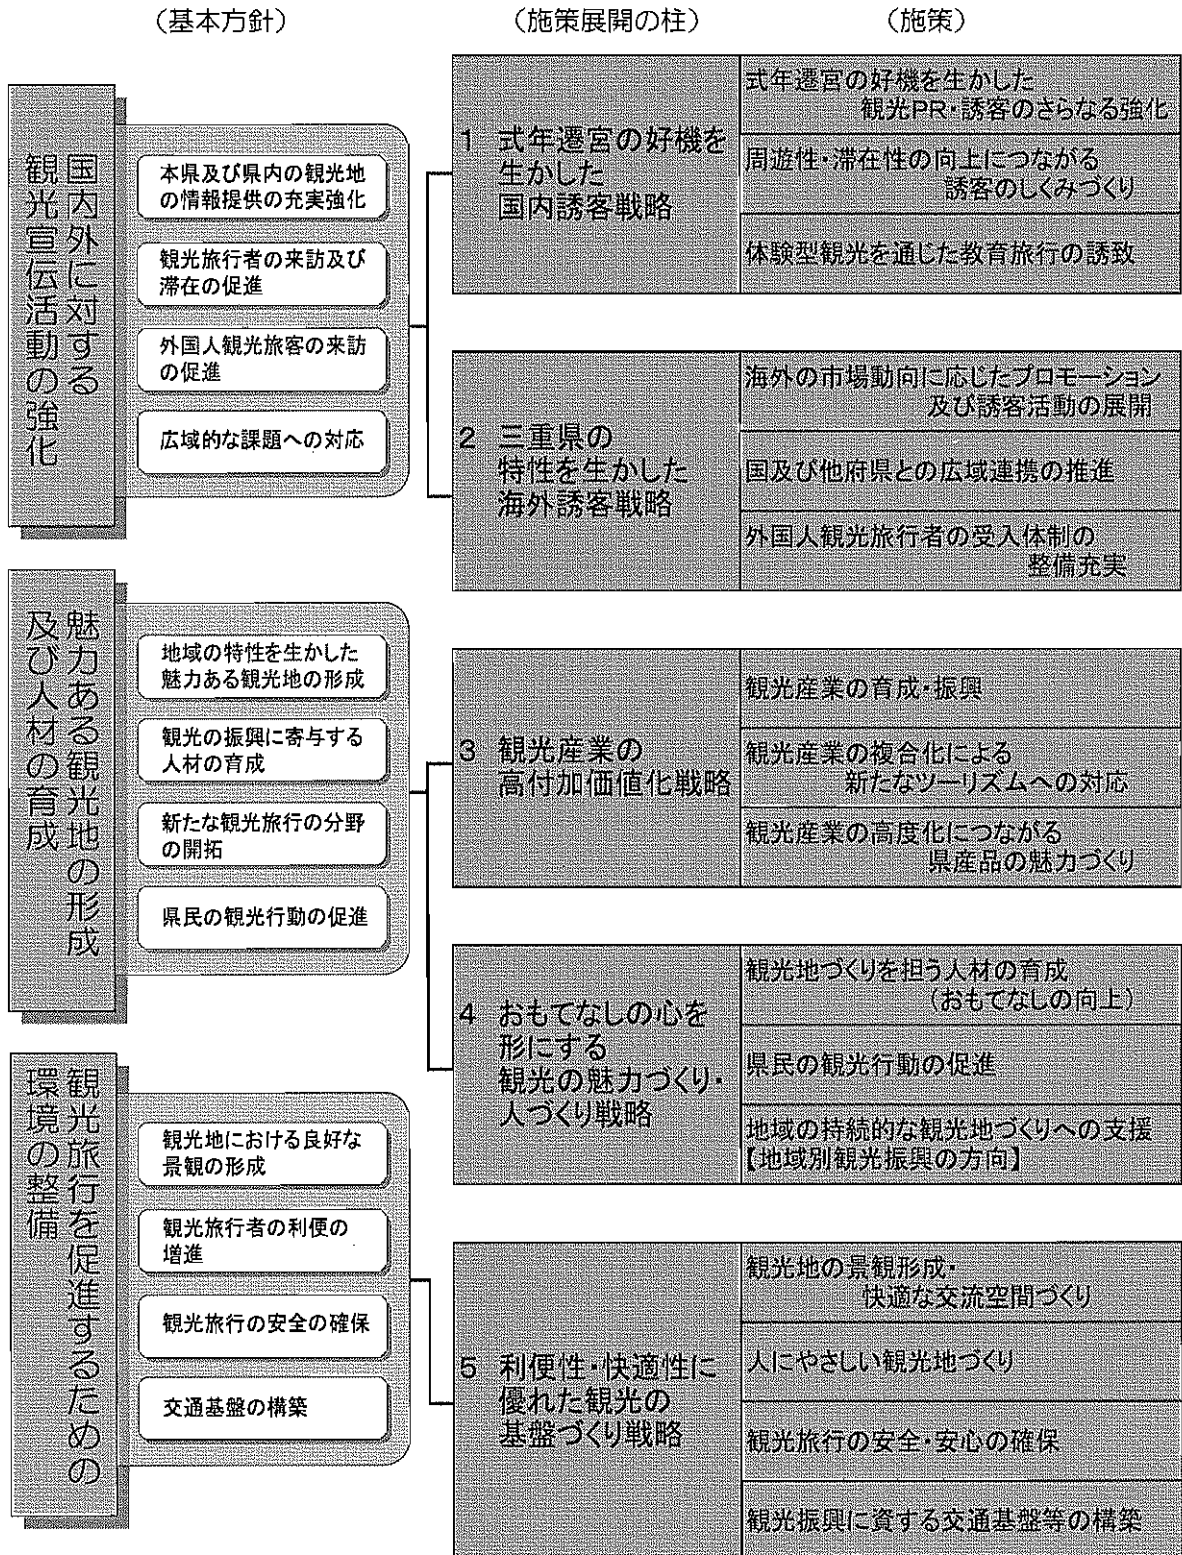 （基本方針）
（施策展開の柱）
（施策）
国内外に対する
観光宣伝活動の強化
本県及び県内の観光地
の情報提供の充実強化
観光旅行者の来訪及び
滞在の促進
外国人観光旅客の来訪
の促進
広域的な課題への対応
1 式年遷宮の好機を
生かした
国内誘客戦略
式年遷宮の好機を生かした
観光PR・誘客のさらなる強化
周遊性・滞在性の向上につながる
誘客のしくみづくり
体験型観光を通じた教育旅行の誘致
2 三重県の
特性を生かした
海外誘客戦略
海外の市場動向に応じたプロモーション
及び誘客活動の展開
国及び他府県との広域連携の推進
外国人観光旅行者の受入体制の
整備充実
魅力ある観光地の形成
及び人材の育成
地域の特性を生かした
魅力ある観光地の形成
観光の振興に寄与する
人材の育成
新たな観光旅行の分野
の開拓
県民の観光行動の促進
3 観光産業の
高付加価値化戦略
観光産業の育成・振興
観光産業の複合化による
新たなツーリズムへの対応
観光産業の高度化につながる
県産品の魅力づくり
4 おもてなしの心を
形にする
観光の魅力づくり・
人づくり戦略
観光地づくりを担う人材の育成
（おもてなしの向上）
県民の観光行動の促進
地域の持続的な観光地づくりへの支援
【地域別観光振興の方向】
観光旅行を促進するための
環境の整備
観光地における良好な
景観の形成
観光旅行者の利便の
増進
観光旅行の安全の確保
交通基盤の構築
5 利便性・快適性に
優れた観光の
基盤づくり戦略
観光地の景観形成・
快適な交流空間づくり
人にやさしい観光地づくり
観光旅行の安全・安心の確保
観光振興に資する交通基盤等の構築